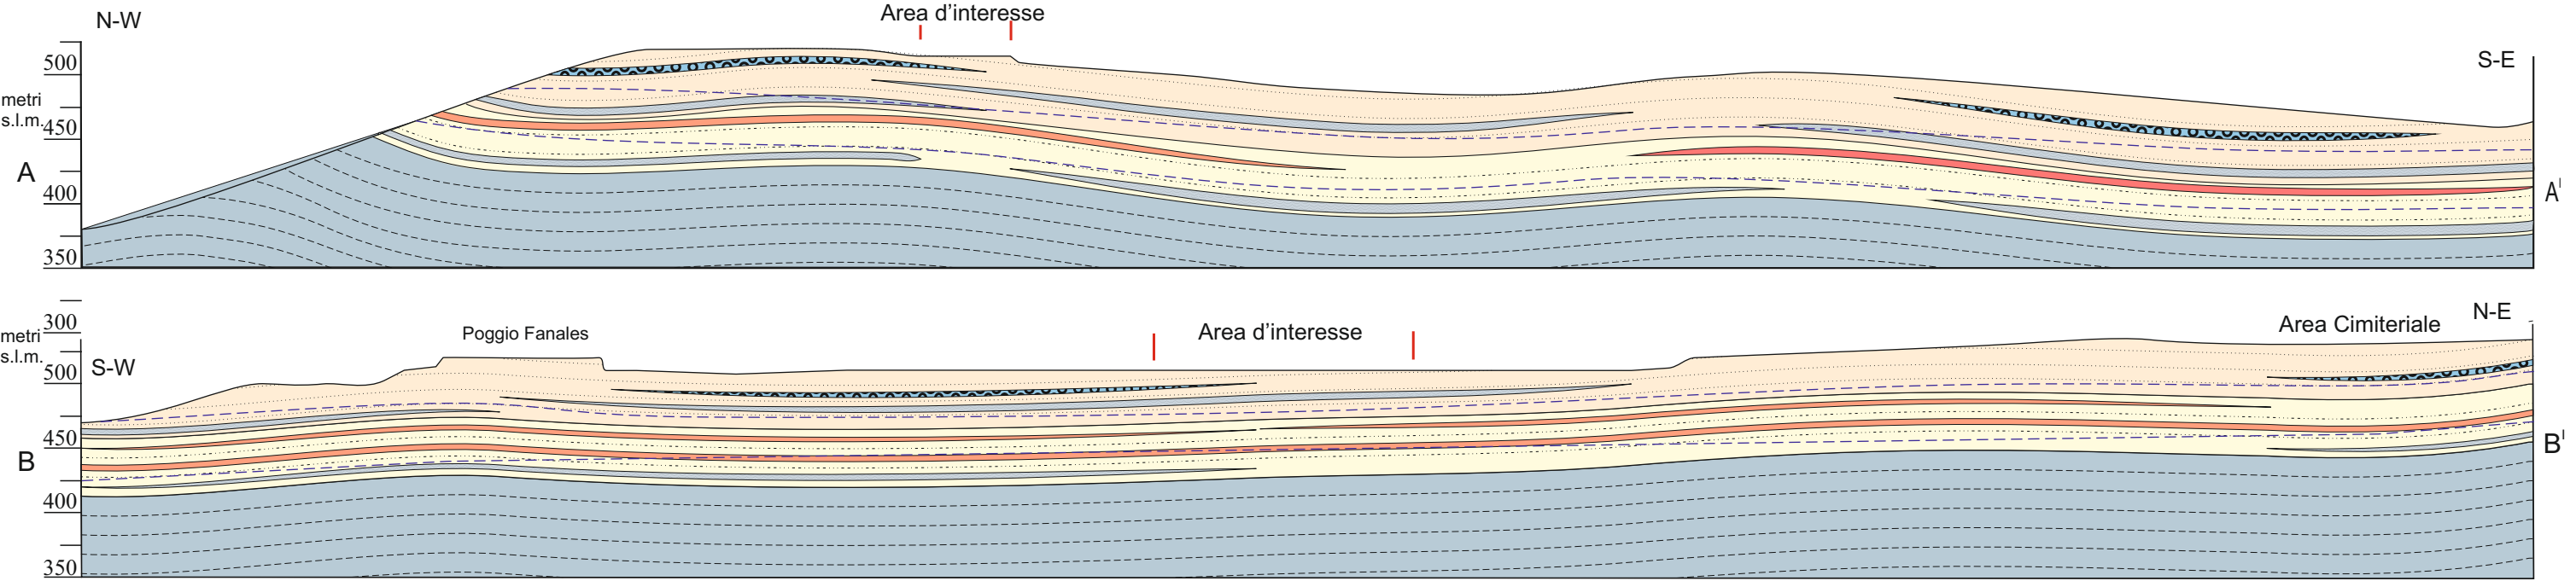 N-W
Area d'interesse
S-E
500
metri
s.l.m.
450
A
400
A'
350
300
metri
s.l.m.
Poggio Fanales
Area d'interesse
Area Cimiteriale
N-E
S-W
500
450
B
B'
400
350